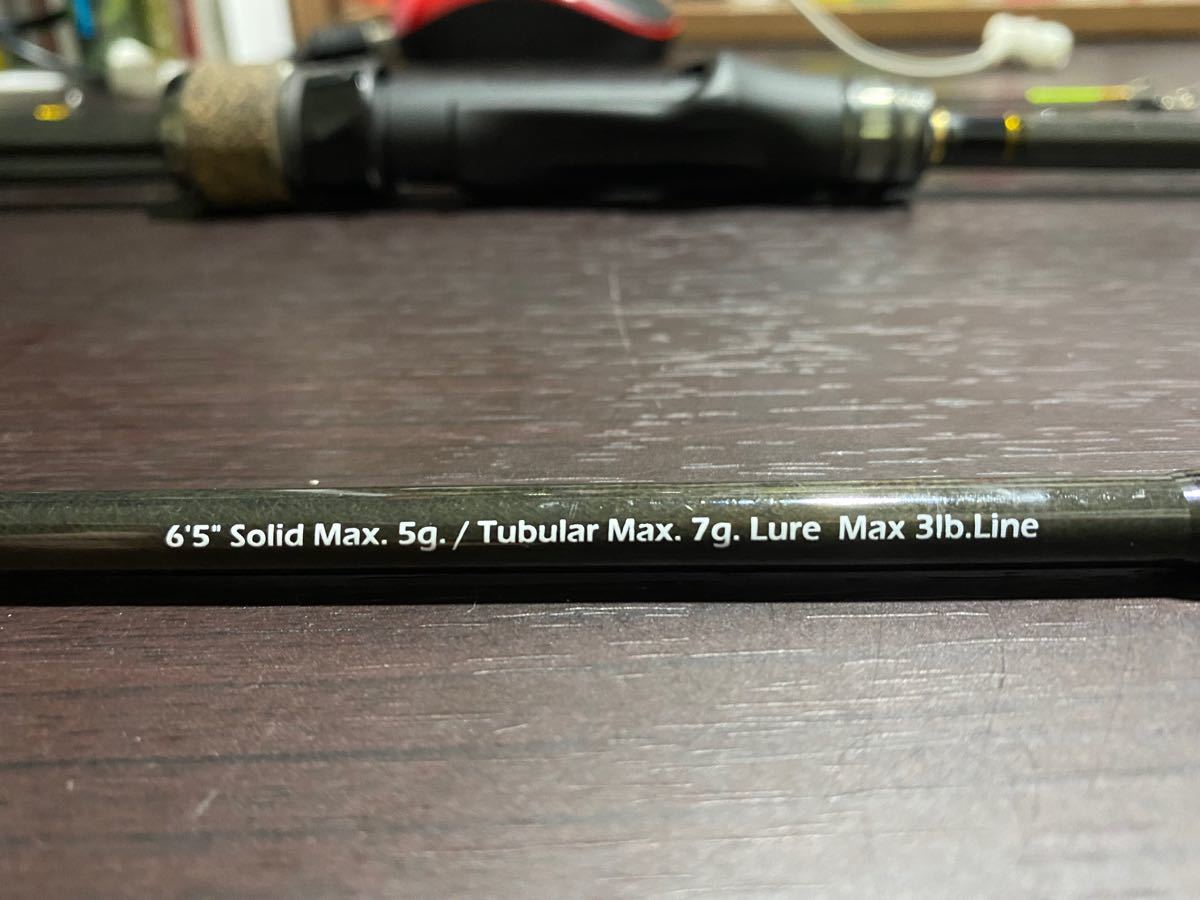 6'5" Solid Max. 5g. / Tubular Max. 7g. Lure Max 3lb.Line